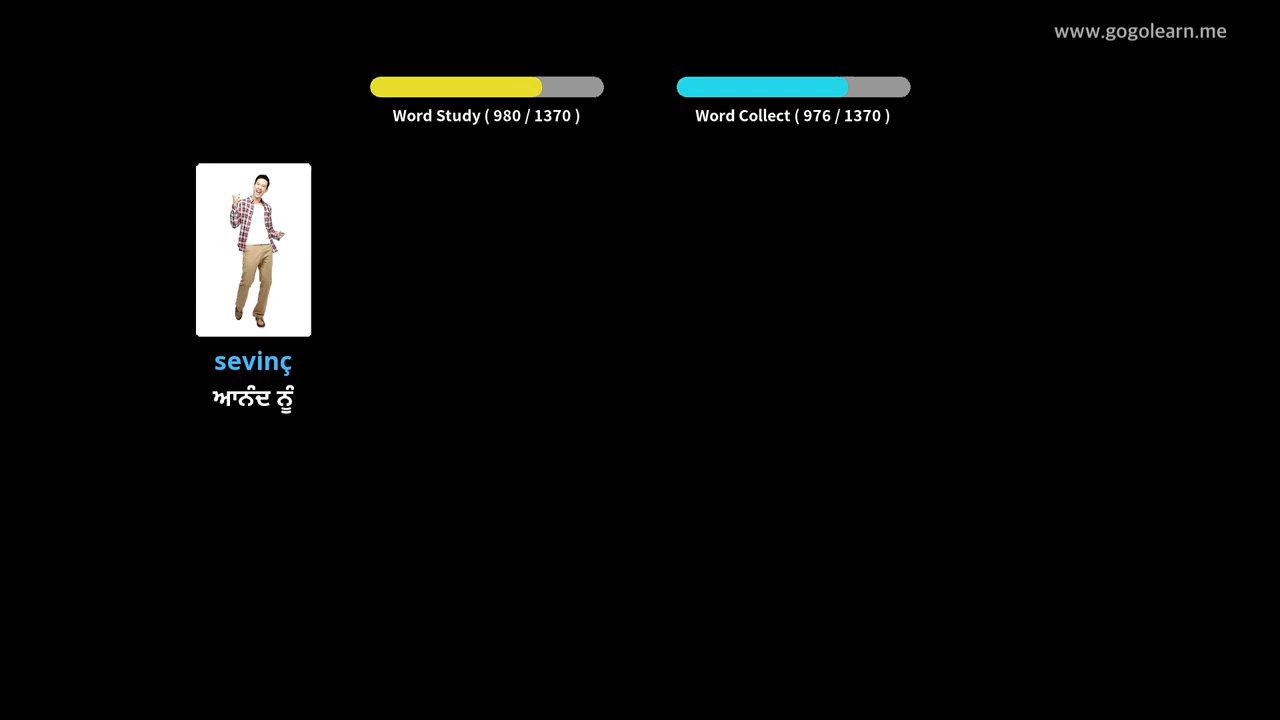 www.gogolearn.me
Word Study ( 980 / 1370 )
Word Collect ( 976 / 1370 )
sevinç
ਆਨੰਦ ਨੂੰ